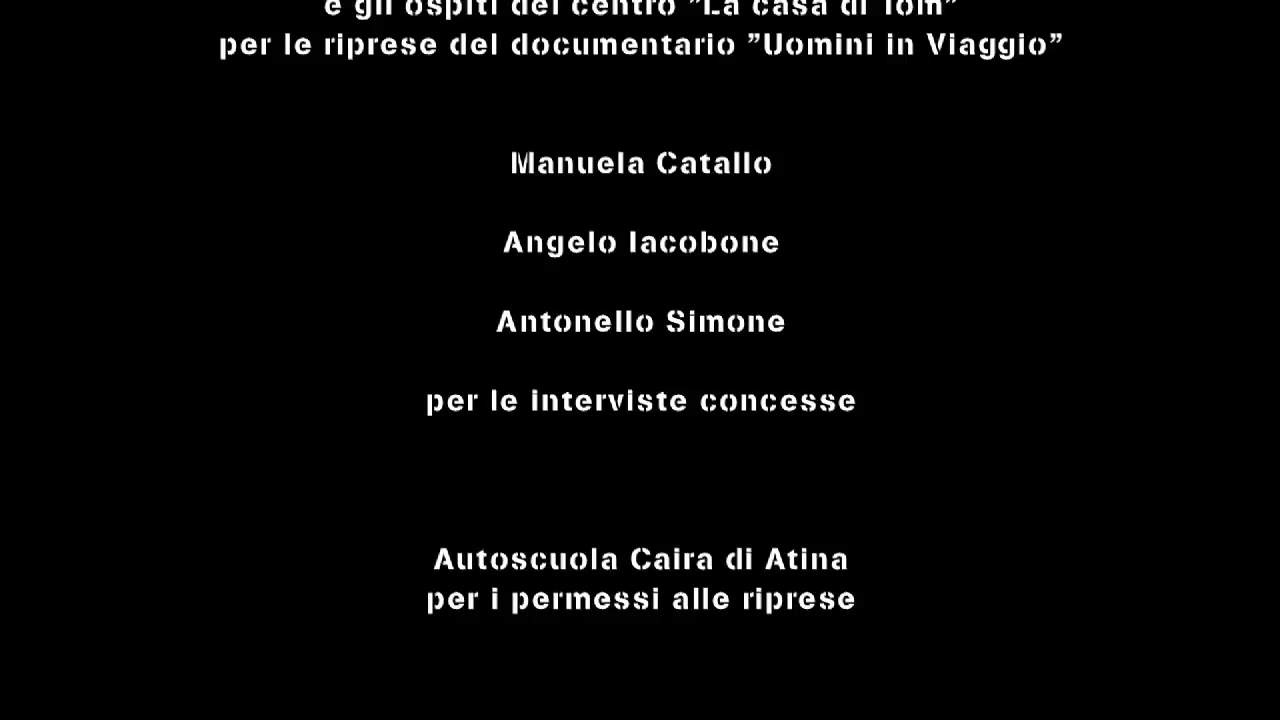 e gli ospiti del centro "La casa di Tom"
per le riprese del documentario "Uomini in Viaggio"
Manuela Catallo
Angelo Iacobone
Antonello Simone
per le interviste concesse
Autoscuola Caira di Atina
per i permessi alle riprese